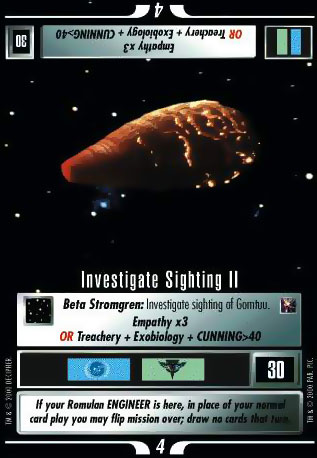 4
30
Empathy x3
OR Treachery + Exobiology + CUNNING>40
Investigate Sighting II
Beta Stromgren: Investigate sighting of Gomtuu.
Empathy x3
OR Treachery + Exobiology + CUNNING>40
30
If your Romulan ENGINEER is here, in place of your normal
card play you may flip mission over; draw no cards that turn.
4
TM & © 2000 DECIPHER
TM & © 2000 PAR. PIC.